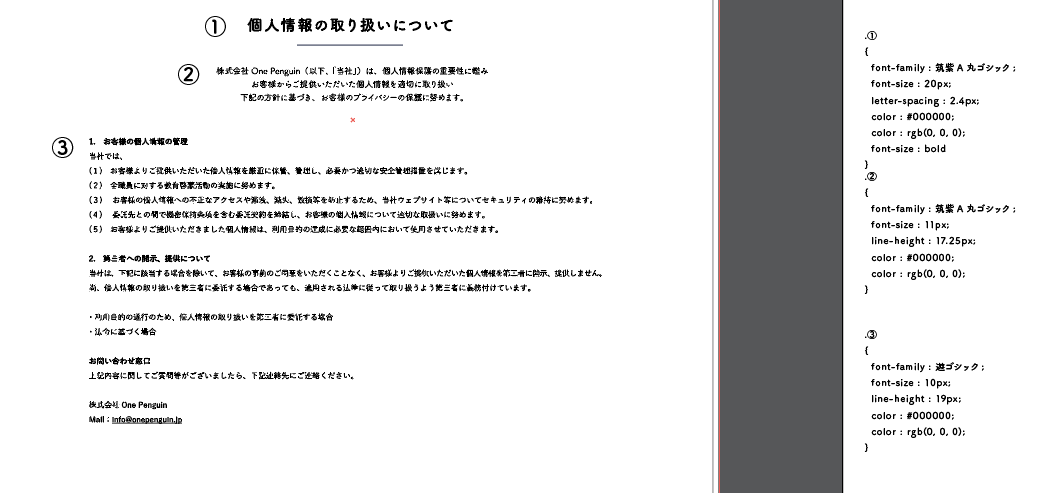 ① 個人情報の取り扱いについて
② 株式会社 One Penguin（以下、「当社」）は、個人情報保護の重要性に鑑み
お客様からご提供いただいた個人情報を適切に取り扱い
下記の方針に基づき、お客様のプライバシーの保護に努めます。
×
③ 1. お客様の個人情報の管理
当社では、
（1） お客様よりご提供いただいた個人情報を厳正に保管、管理し、必要かつ適切な安全管理措置を講じます。
（2） 全職員に対する教育啓蒙活動の実施に努めます。
（3） お客様の個人情報への不正なアクセスや漏洩、滅失、毀損等を防止するため、当社ウェブサイト等についてセキュリティの維持に努めます。
（4） 委託先との間で機密保持条項を含む委託契約を締結し、お客様の個人情報について適切な取扱いに努めます。
（5） お客様よりご提供いただきました個人情報は、利用目的の達成に必要な範囲内において使用させていただきます。
2. 第三者への開示、提供について
当社は、下記に該当する場合を除いて、お客様の事前のご同意をいただくことなく、お客様よりご提供いただいた個人情報を第三者に開示、提供しません。
尚、個人情報の取り扱いを第三者に委託する場合であっても、適用される法律に従って取り扱うよう第三者に義務付けています。
・利用目的の遂行のため、個人情報の取り扱いを第三者に委託する場合
・法令に基づく場合
お問い合わせ窓口
上記内容に関してご質問等がございましたら、下記連絡先にご連絡ください。
株式会社 One Penguin
Mail：info@onepenguin.jp
.①
{
font-family : 筑紫 A 丸ゴシック ;
font-size : 20px;
letter-spacing : 2.4px;
color : #000000;
color : rgb(0, 0, 0);
font-size : bold
}
.②
{
font-family : 筑紫 A 丸ゴシック ;
font-size : 11px;
line-height : 17.25px;
color : #000000;
color : rgb(0, 0, 0);
}
.③
{
font-family : 遊ゴシック ;
font-size : 10px;
line-height : 19px;
color : #000000;
color : rgb(0, 0, 0);
}